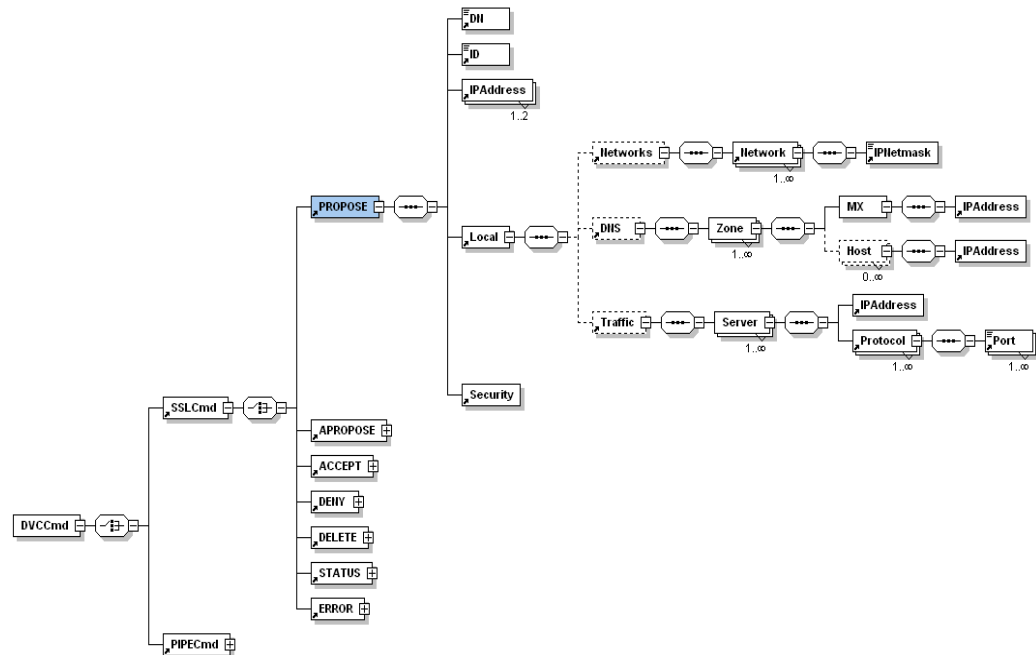 DN
ID
IPAddress
1..2
Networks
Network
IPNetmask
1..∞
PROPOSE
MX
IPAddress
Local
DNS
Zone
1..∞
Host
IPAddress
0..∞
IPAddress
Traffic
Server
1..∞
Protocol
Port
1..∞
1..∞
Security
SSLCmd
APROPOSE
ACCEPT
DENY
DVCCmd
DELETE
STATUS
ERROR
PIPECmd